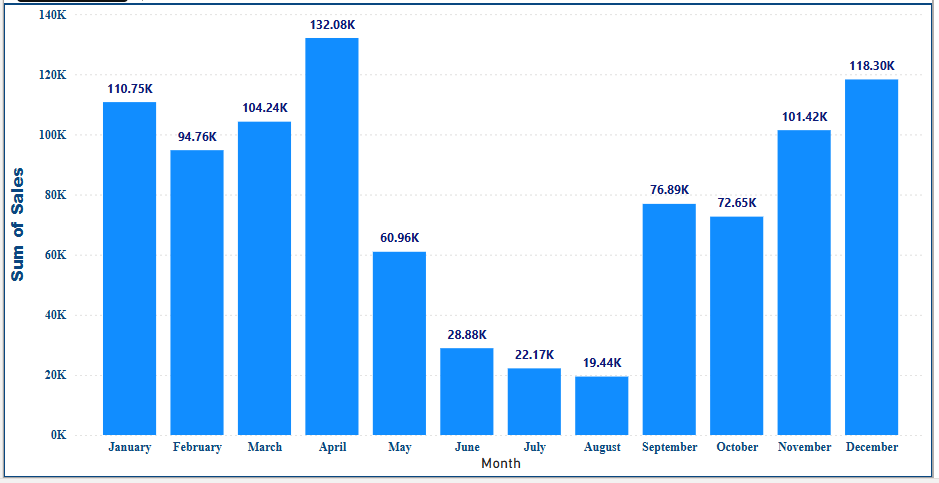 140K
132.08K
120K
118.30K
110.75K
104.24K
101.42K
100K
94.76K
80K
76.89K
72.65K
60K
60.96K
40K
28.88K
22.17K
19.44K
20K
0K
Sum of Sales
January February March April May June July August September October November December
Month